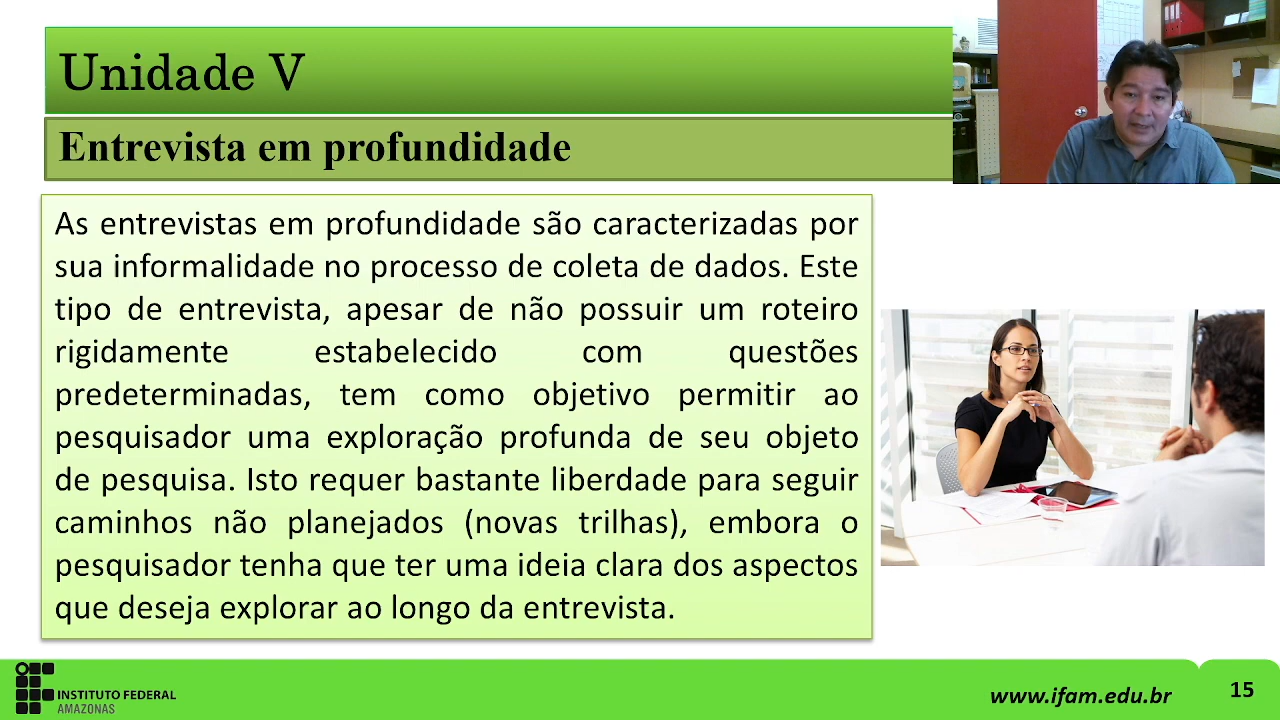 Unidade V
Entrevista em profundidade
As entrevistas em profundidade são caracterizadas por
sua informalidade no processo de coleta de dados. Este
tipo de entrevista, apesar de não possuir um roteiro
rigidamente estabelecido com questões
predeterminadas, tem como objetivo permitir ao
pesquisador uma exploração profunda de seu objeto
de pesquisa. Isto requer bastante liberdade para seguir
caminhos não planejados (novas trilhas), embora o
pesquisador tenha que ter uma ideia clara dos aspectos
que deseja explorar ao longo da entrevista.
INSTITUTO FEDERAL
AMAZONAS
www.ifam.edu.br
15